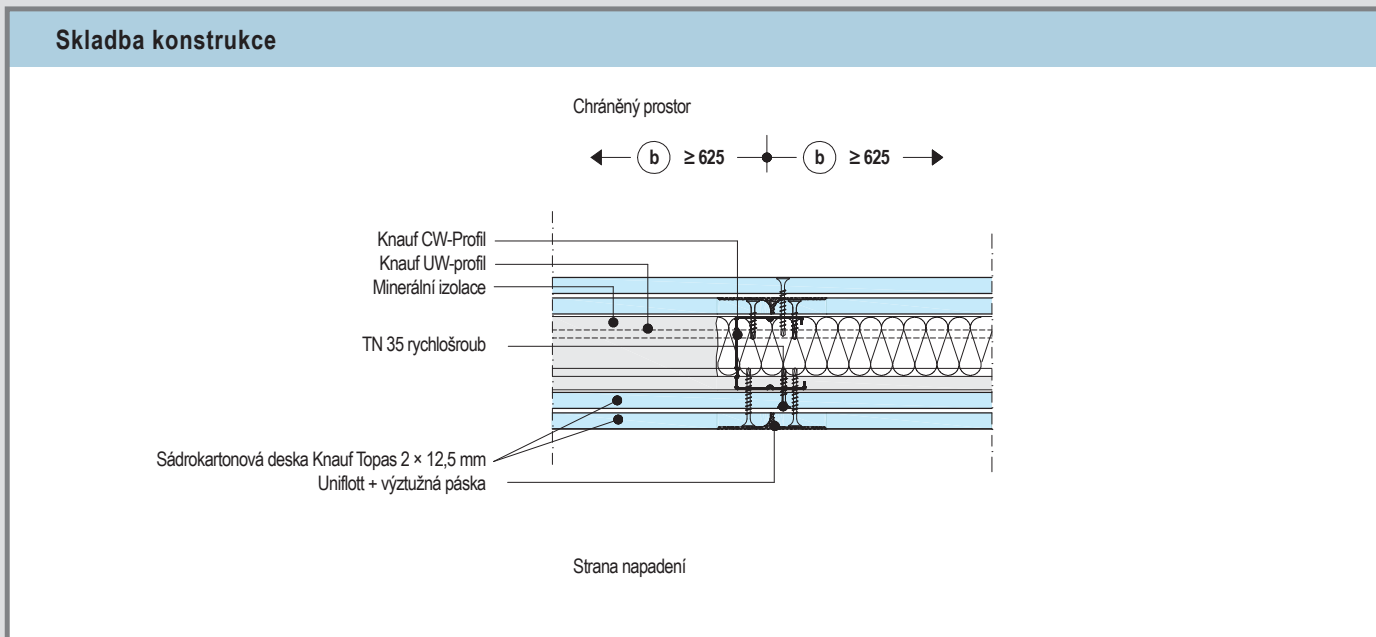 Skladba konstrukce
Chráněný prostor
b ≥ 625 b ≥ 625
Knauf CW-Profil
Knauf UW-profil
Minerální izolace
TN 35 rychlošroub
Sádrokartonová deska Knauf Topas 2 × 12,5 mm
Uniflott + výztužná páska
Strana napadení